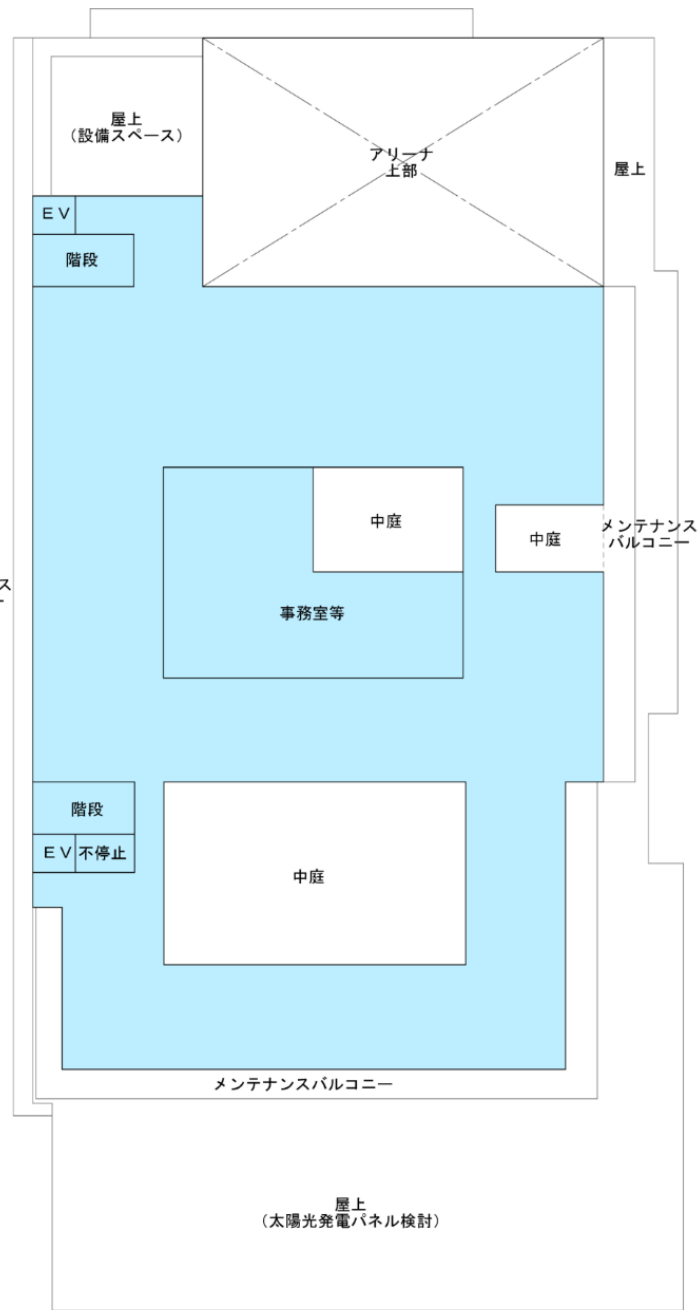 屋上
（設備スペース）
アリーナ
上部
屋上
ＥＶ
階段
中庭
中庭
メンテナンス
バルコニー
ス
ー
事務室等
階段
ＥＶ
不停止
中庭
メンテナンスバルコニー
屋上
（太陽光発電パネル検討）